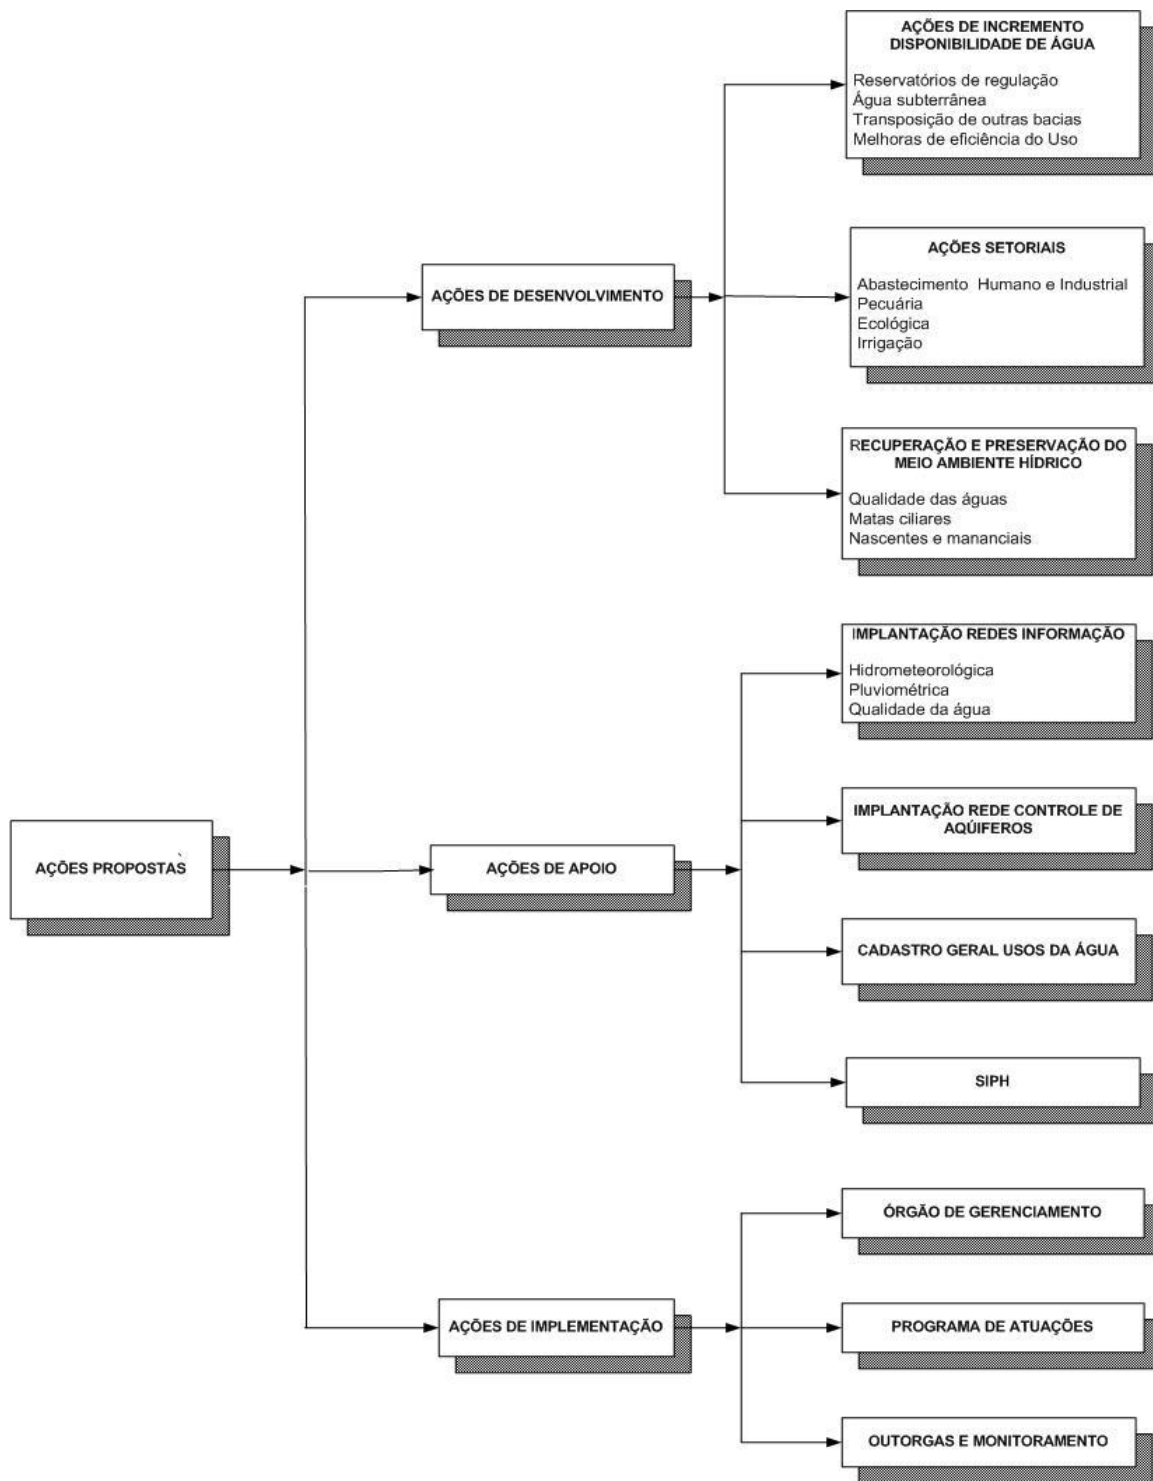 AÇÕES DE INCREMENTO
DISPONIBILIDADE DE ÁGUA
Reservatórios de regulação
Água subterrânea
Transposição de outras bacias
Melhoras de eficiência do Uso
AÇÕES SETORIAIS
Abastecimento Humano e Industrial
Pecuária
Ecológica
Irrigação
AÇÕES DE DESENVOLVIMENTO
RECUPERAÇÃO E PRESERVAÇÃO DO
MEIO AMBIENTE HÍDRICO
Qualidade das águas
Matas ciliares
Nascentes e mananciais
IMPLANTAÇÃO REDES INFORMAÇÃO
Hidrometeorológica
Pluviométrica
Qualidade da água
IMPLANTAÇÃO REDE CONTROLE DE
AQÚIFEROS
AÇÕES PROPOSTAS
AÇÕES DE APOIO
CADASTRO GERAL USOS DA ÁGUA
SIPH
ÓRGÃO DE GERENCIAMENTO
AÇÕES DE IMPLEMENTAÇÃO
PROGRAMA DE ATUAÇÕES
OUTORGAS E MONITORAMENTO